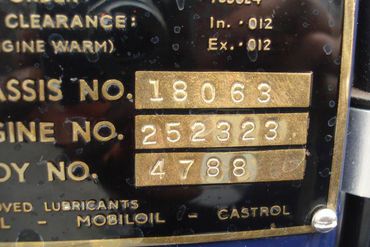 CLEARANCE: In.: 012
GINE WARM) Ex.: 012
ASSIS NO. 18063
GINE NO. 252323
DY NO. 4788
VED LUBRICANTS
L - MOBILOIL - CASTROL